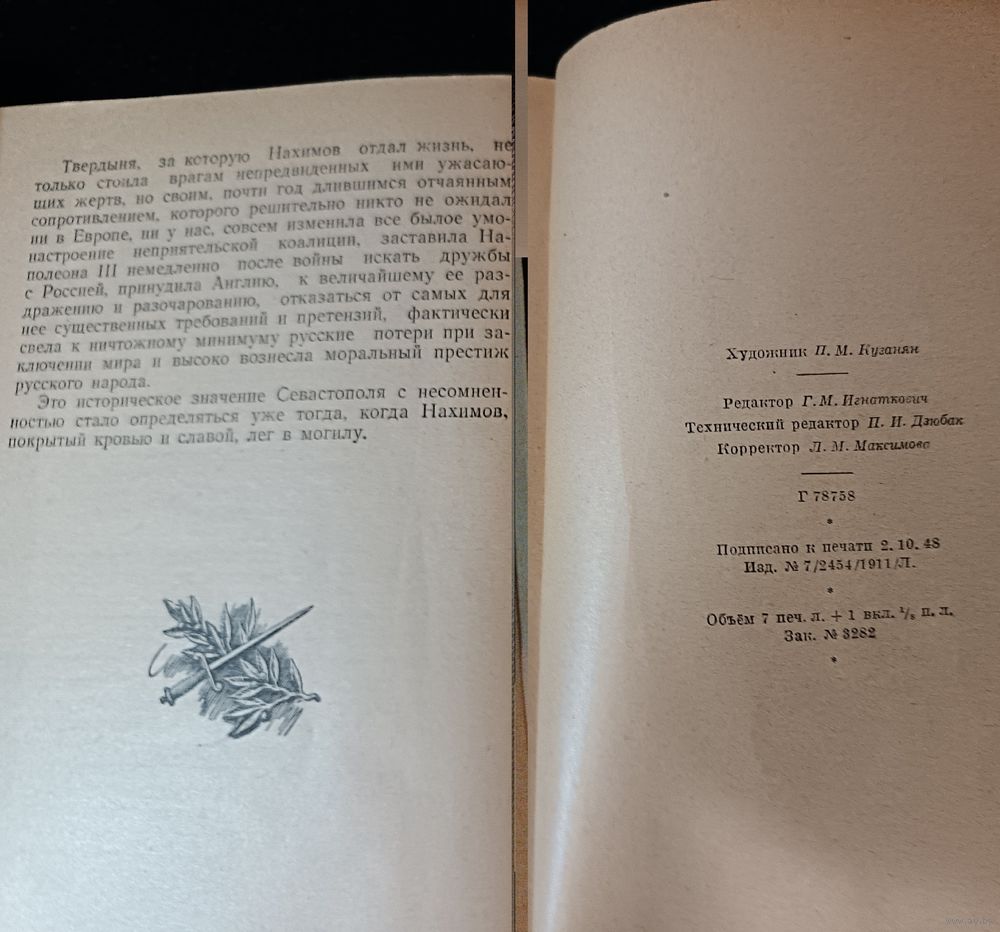 Твердыня, за которую Нахимов отдал жизнь, не
только стоила врагам непредвиденных ими ужасаю-
щих жертв, но своим, почти год длившимся отчаянным
сопротивлением, которого решительно никто не ожидал
ни в Европе, ни у нас, совсем изменила все былое умо-
настроение неприятельской коалиции, заставила На-
полеона III немедленно после войны искать дружбы
с Россией, принудила Англию, к величайшему ее раз-
дражению и разочарованию, отказаться от самых для
нее существенных требований и претензий, фактически
свела к ничтожному минимуму русские потери при за-
ключении мира и высоко вознесла моральный престиж
русского народа.
Это историческое значение Севастополя с несомнен-
ностью стало определяться уже тогда, когда Нахимов,
покрытый кровью и славой, лег в могилу.
Художник П. М. Кузанян
Редактор Г. М. Игнаткович
Технический редактор П. И. Дзюбак
Корректор Л. М. Максимова
Г 78758
*
Подписано к печати 2. 10. 48
Изд. № 7/2454/1911/Л.
*
Объём 7 печ. л. + 1 вкл. 1/8 п. л.
Зак. № 3282
*